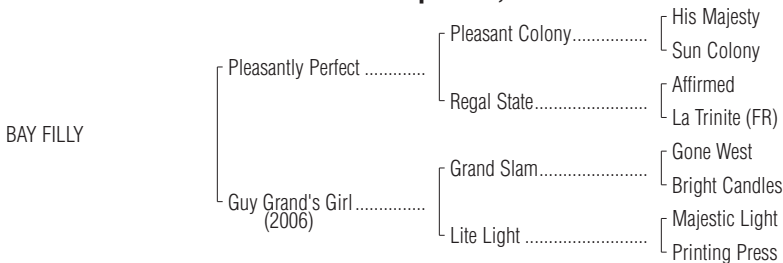 His Majesty
Pleasant Colony................
Sun Colony
Pleasantly Perfect .............
Affirmed
Regal State........................
La Trinite (FR)
BAY FILLY
Gone West
Grand Slam.......................
Bright Candles
Guy Grand's Girl ...............
(2006)
Majestic Light
Lite Light ..........................
Printing Press